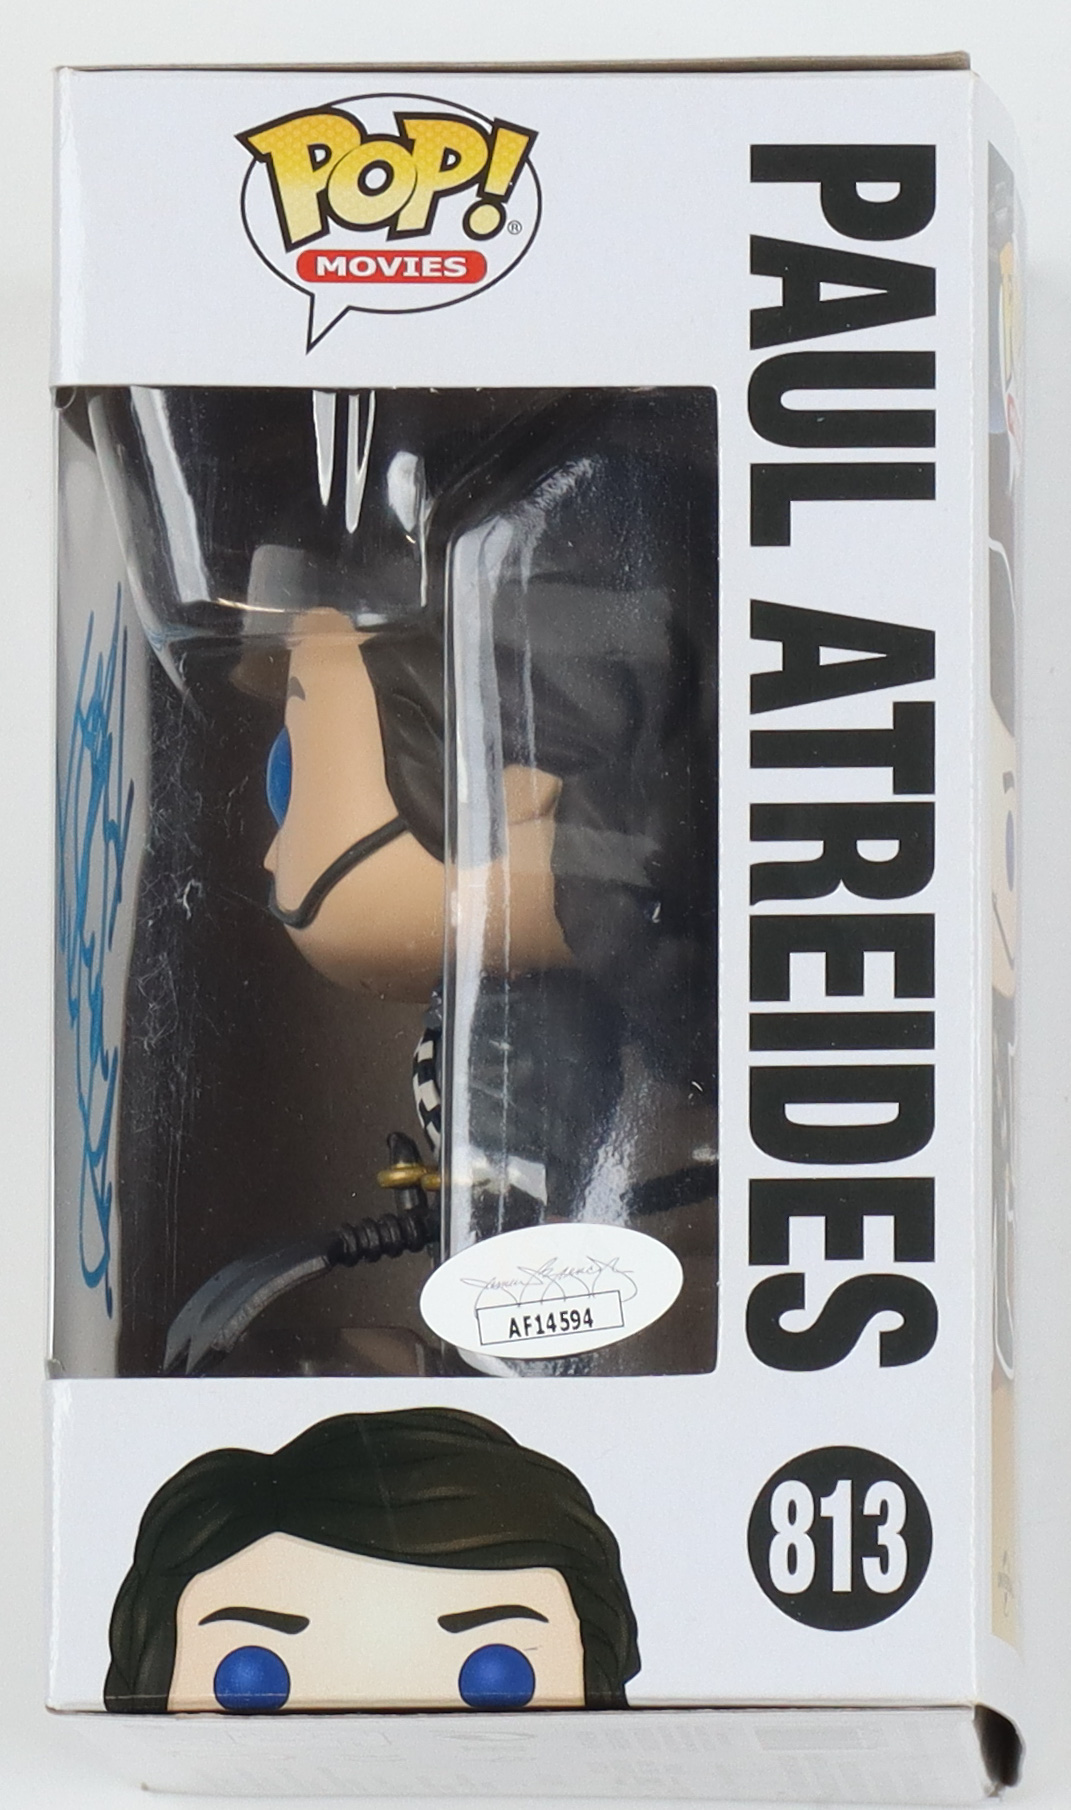 POP!®
MOVIES
PAUL ATREIDES
AF14594
813